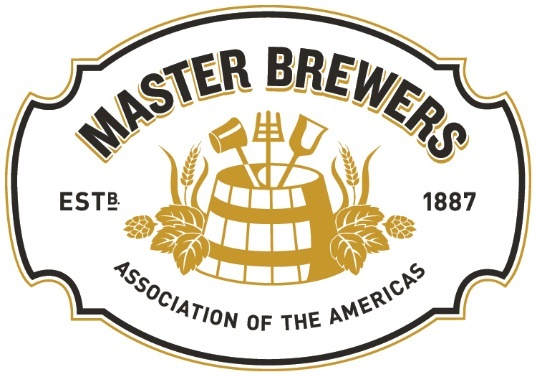 MASTER BREWERS
ESTB. 1887
ASSOCIATION OF THE AMERICAS